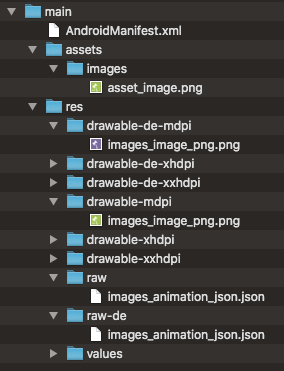 main
AndroidManifest.xml
assets
images
asset_image.png
res
drawable-de-mdpi
images_image_png.png
drawable-de-xhdpi
drawable-de-xxhdpi
drawable-mdpi
images_image_png.png
drawable-xhdpi
drawable-xxhdpi
raw
images_animation_json.json
raw-de
images_animation_json.json
values